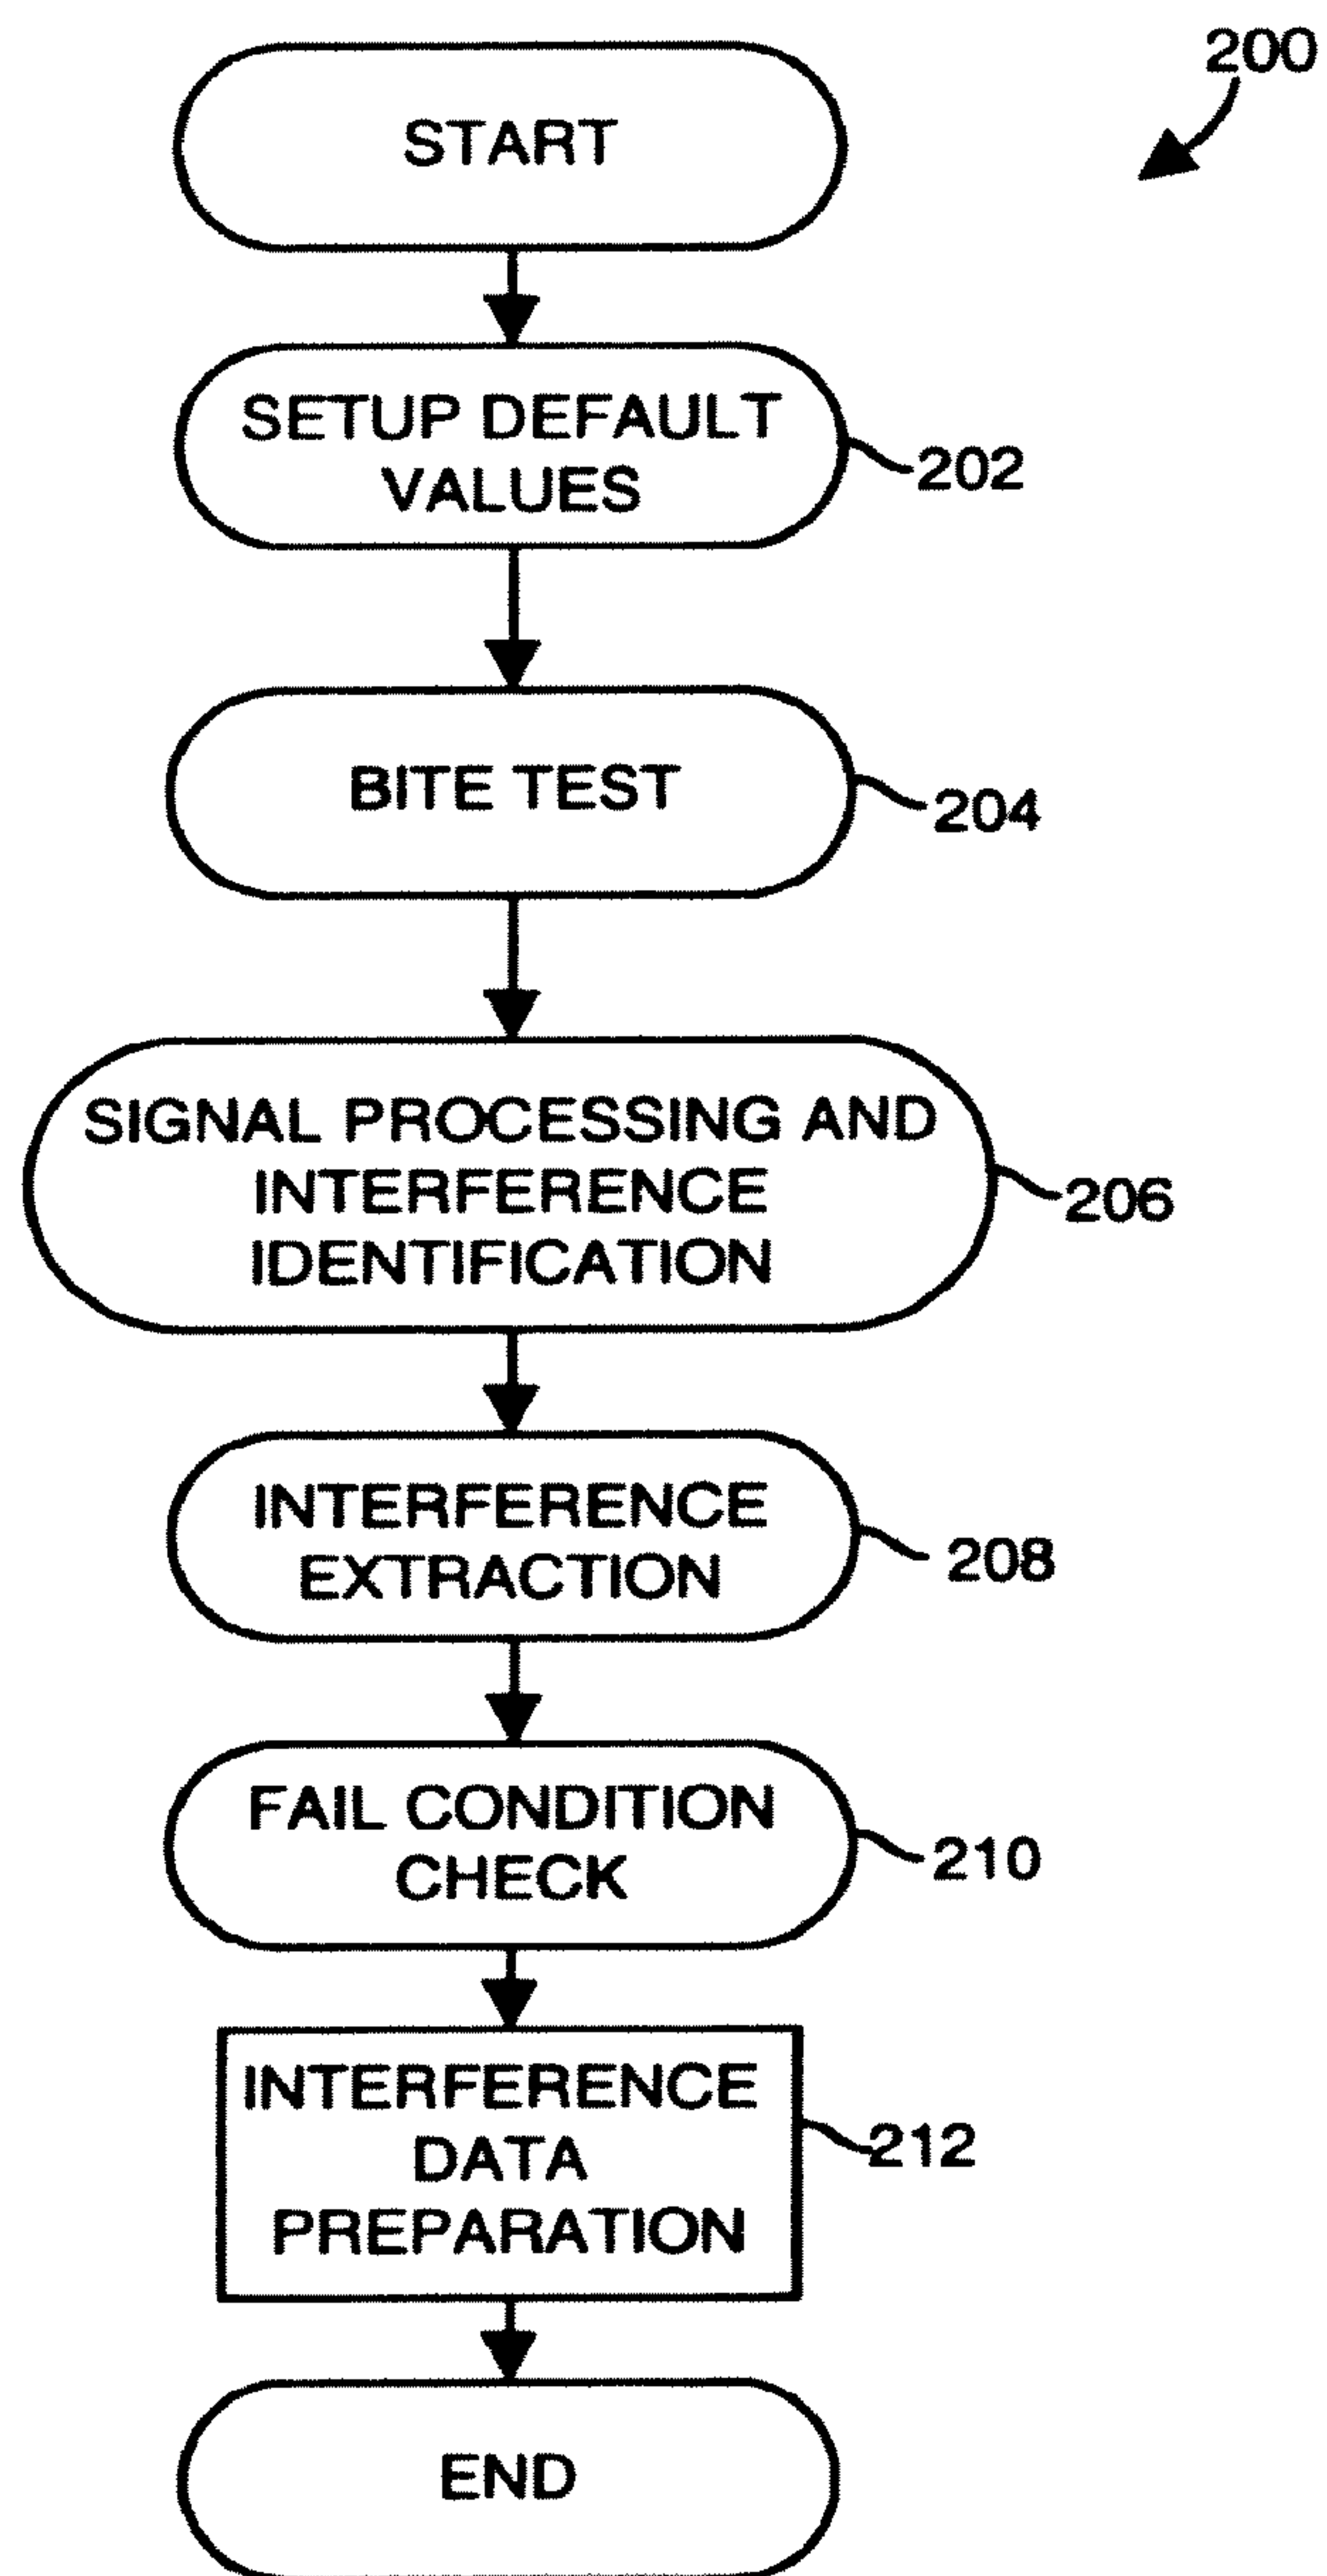 200
START
SETUP DEFAULT
VALUES
202
BITE TEST
204
SIGNAL PROCESSING AND
INTERFERENCE
IDENTIFICATION
206
INTERFERENCE
EXTRACTION
208
FAIL CONDITION
CHECK
210
INTERFERENCE
DATA
PREPARATION
212
END